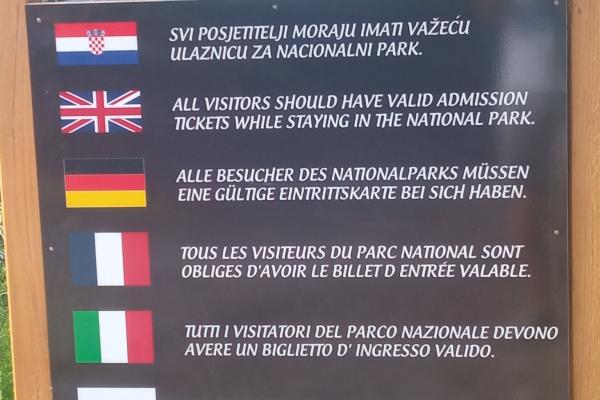 SVI POSJETITELJI MORAJU IMATI VAŽEĆU
ULAZNICU ZA NACIONALNI PARK.
ALL VISITORS SHOULD HAVE VALID ADMISSION
TICKETS WHILE STAYING IN THE NATIONAL PARK.
ALLE BESUCHER DES NATIONALPARKS MÜSSEN
EINE GÜLTIGE EINTRITTSKARTE BEI SICH HABEN.
TOUS LES VISITEURS DU PARC NATIONAL SONT
OBLIGES D'AVOIR LE BILLET D ENTRÉE VALABLE.
TUTTI I VISITATORI DEL PARCO NAZIONALE DEVONO
AVERE UN BIGLIETTO D' INGRESSO VALIDO.